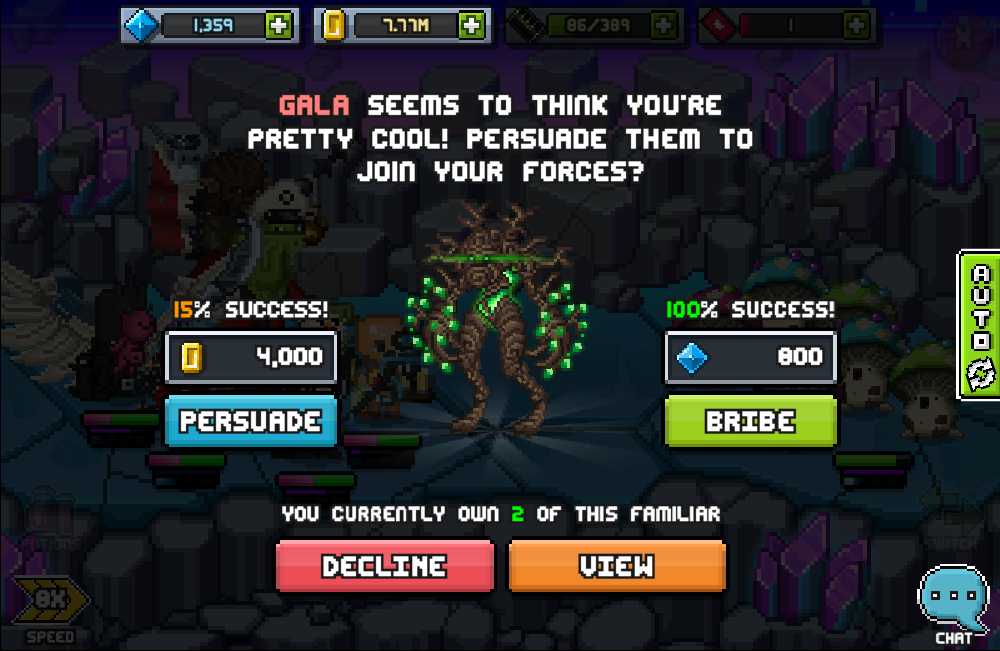 1,359
7.77M
86/389
1
GALA SEEMS TO THINK YOU'RE
PRETTY COOL! PERSUADE THEM TO
JOIN YOUR FORCES?
15% SUCCESS!
4,000
PERSUADE
100% SUCCESS!
800
BRIBE
AUTO
YOU CURRENTLY OWN 2 OF THIS FAMILIAR
DECLINE
VIEW
8X
SPEED
SWITCH
CHAT